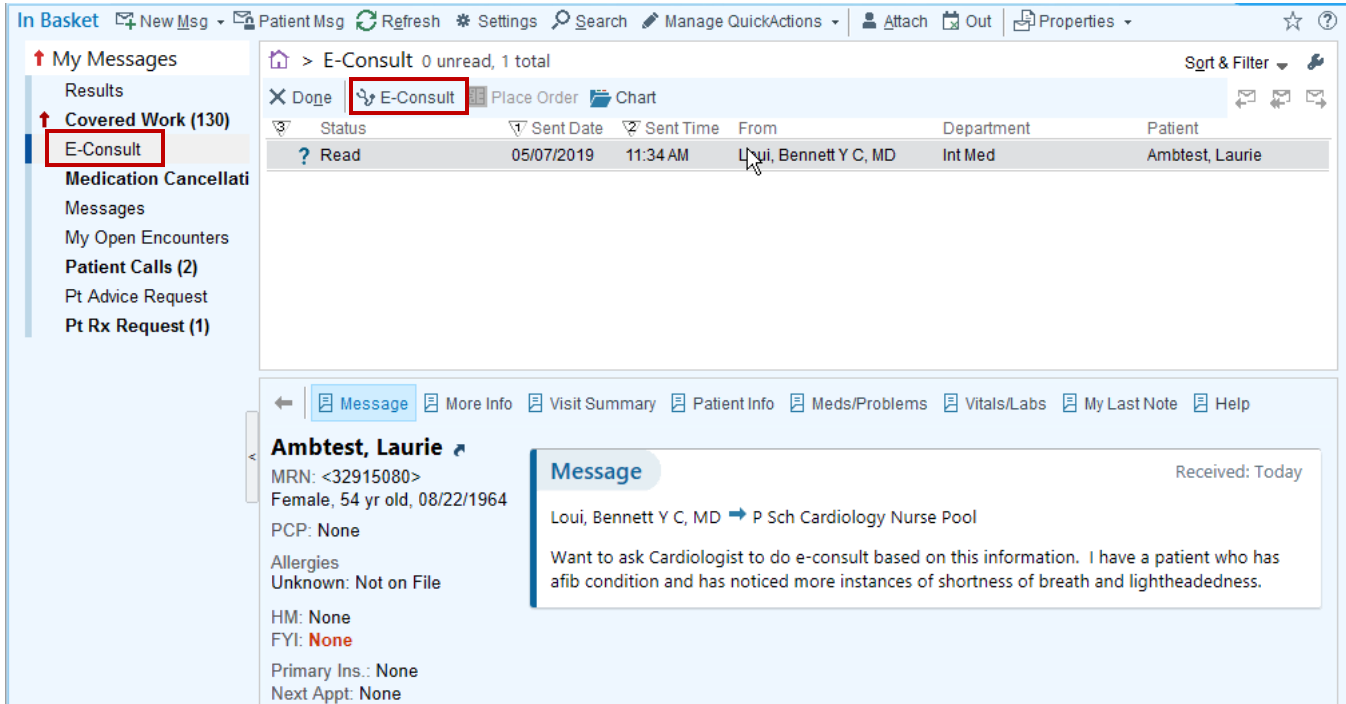 In Basket New Msg Patient Msg Refresh Settings Search Manage QuickActions Attach Out Properties
My Messages
Results
Covered Work (130)
E-Consult
Medication Cancellati
Messages
My Open Encounters
Patient Calls (2)
Pt Advice Request
Pt Rx Request (1)
> E-Consult 0 unread, 1 total
Sort & Filter
Done E-Consult Place Order Chart
3 Status 1 Sent Date 2 Sent Time From Department Patient
? Read 05/07/2019 11:34 AM Loui, Bennett Y C, MD Int Med Ambtest, Laurie
<
Message More Info Visit Summary Patient Info Meds/Problems Vitals/Labs My Last Note Help
Ambtest, Laurie
MRN: <32915080>
Female, 54 yr old, 08/22/1964
PCP: None
Allergies
Unknown: Not on File
HM: None
FYI: None
Primary Ins.: None
Next Appt: None
Message
Received: Today
Loui, Bennett Y C, MD ➡ P Sch Cardiology Nurse Pool
Want to ask Cardiologist to do e-consult based on this information. I have a patient who has
afib condition and has noticed more instances of shortness of breath and lightheadedness.